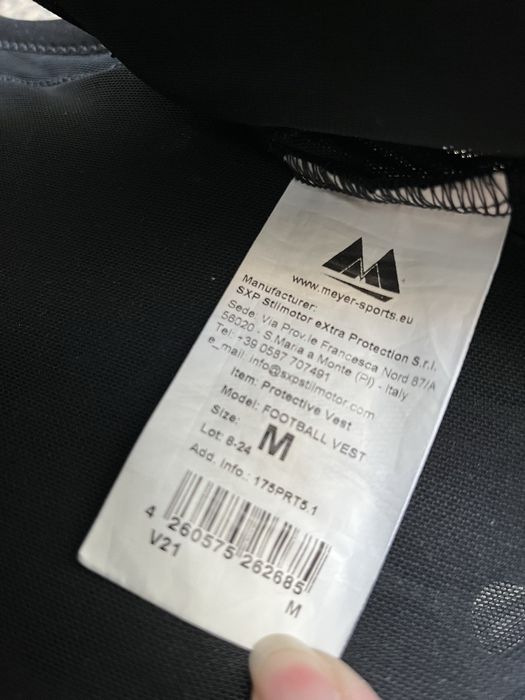 www.meyer-sports.eu
Manufacturer:
SXP Stilmotor eXtra Protection S.r.l.
Sede: Via Prov.le Francesca Nord 87/A
56020 - S.Maria a Monte (PI) - Italy
Tel: +39 0587 707491
e_mail: info@sxpstilmotor.com
Item: Protective Vest
Model: FOOTBALL VEST
Size: M
Lot: 8-24
Add. Info.: 175PRT5.1
4 260575 262685
V21 M